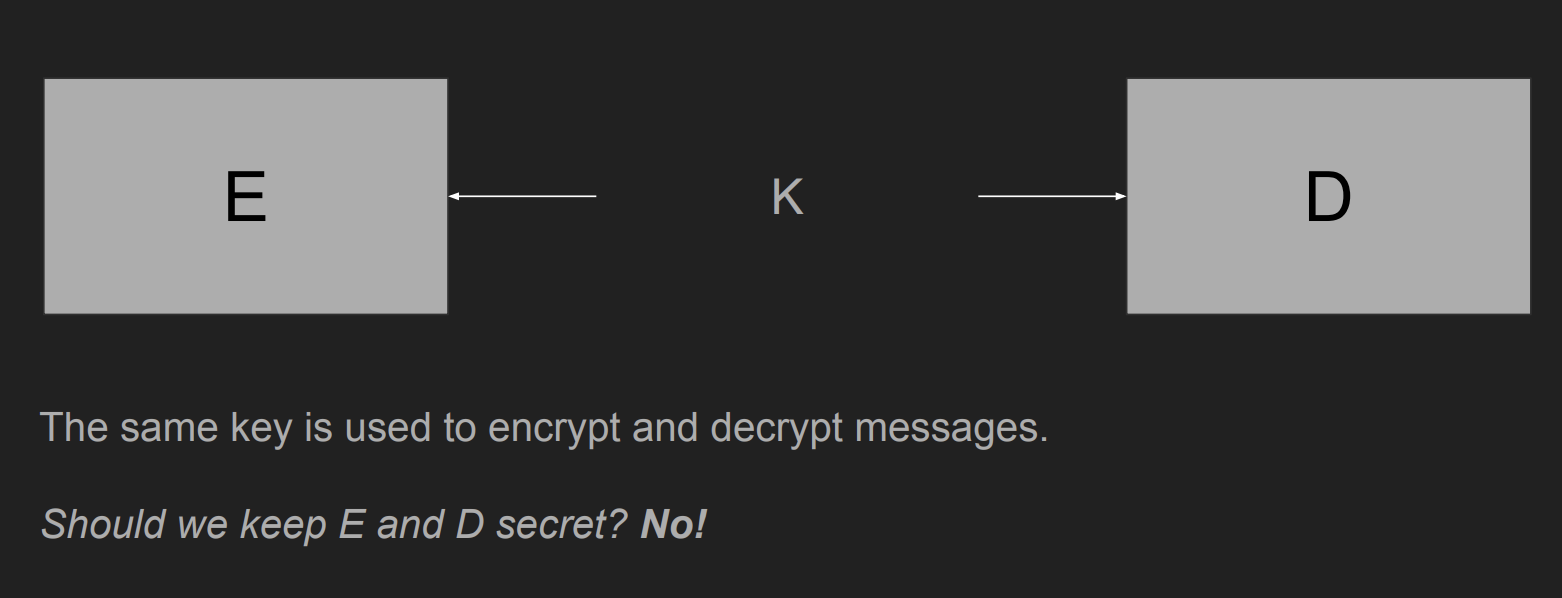 E
K
D
The same key is used to encrypt and decrypt messages.
Should we keep E and D secret? No!